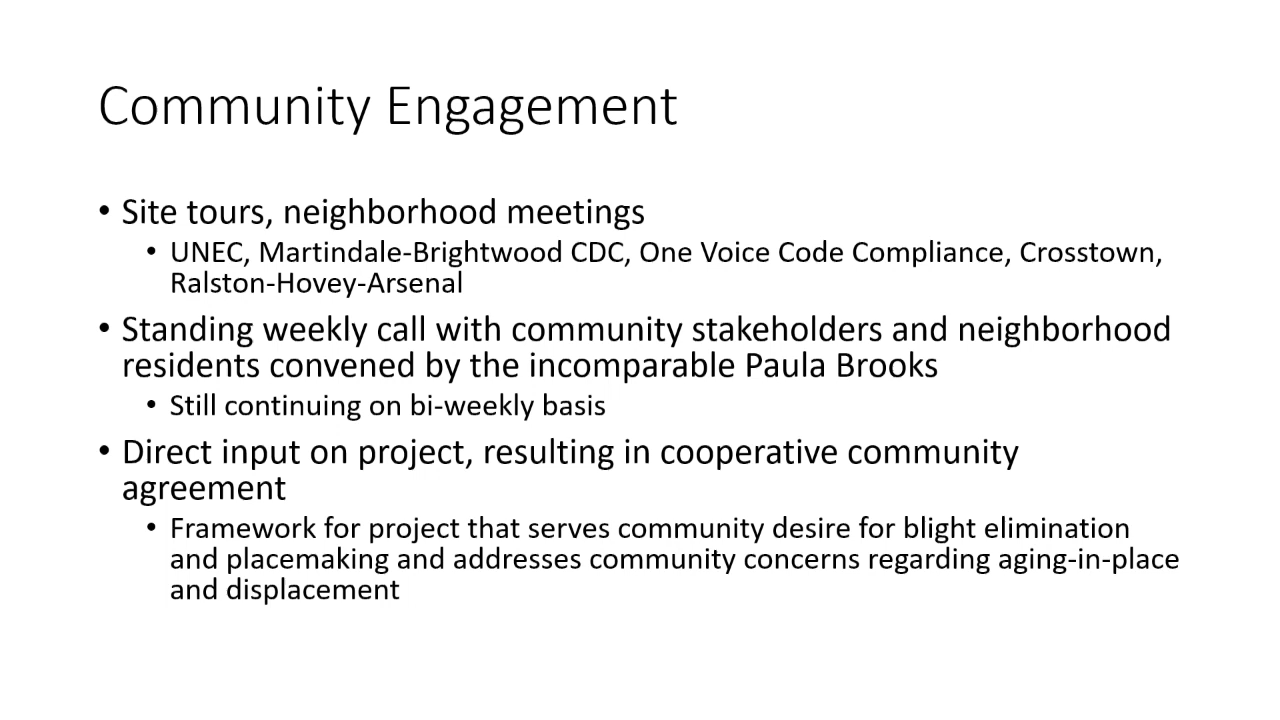 Community Engagement
• Site tours, neighborhood meetings
• UNEC, Martindale-Brightwood CDC, One Voice Code Compliance, Crosstown,
Ralston-Hovey-Arsenal
• Standing weekly call with community stakeholders and neighborhood
residents convened by the incomparable Paula Brooks
• Still continuing on bi-weekly basis
• Direct input on project, resulting in cooperative community
agreement
• Framework for project that serves community desire for blight elimination
and placemaking and addresses community concerns regarding aging-in-place
and displacement